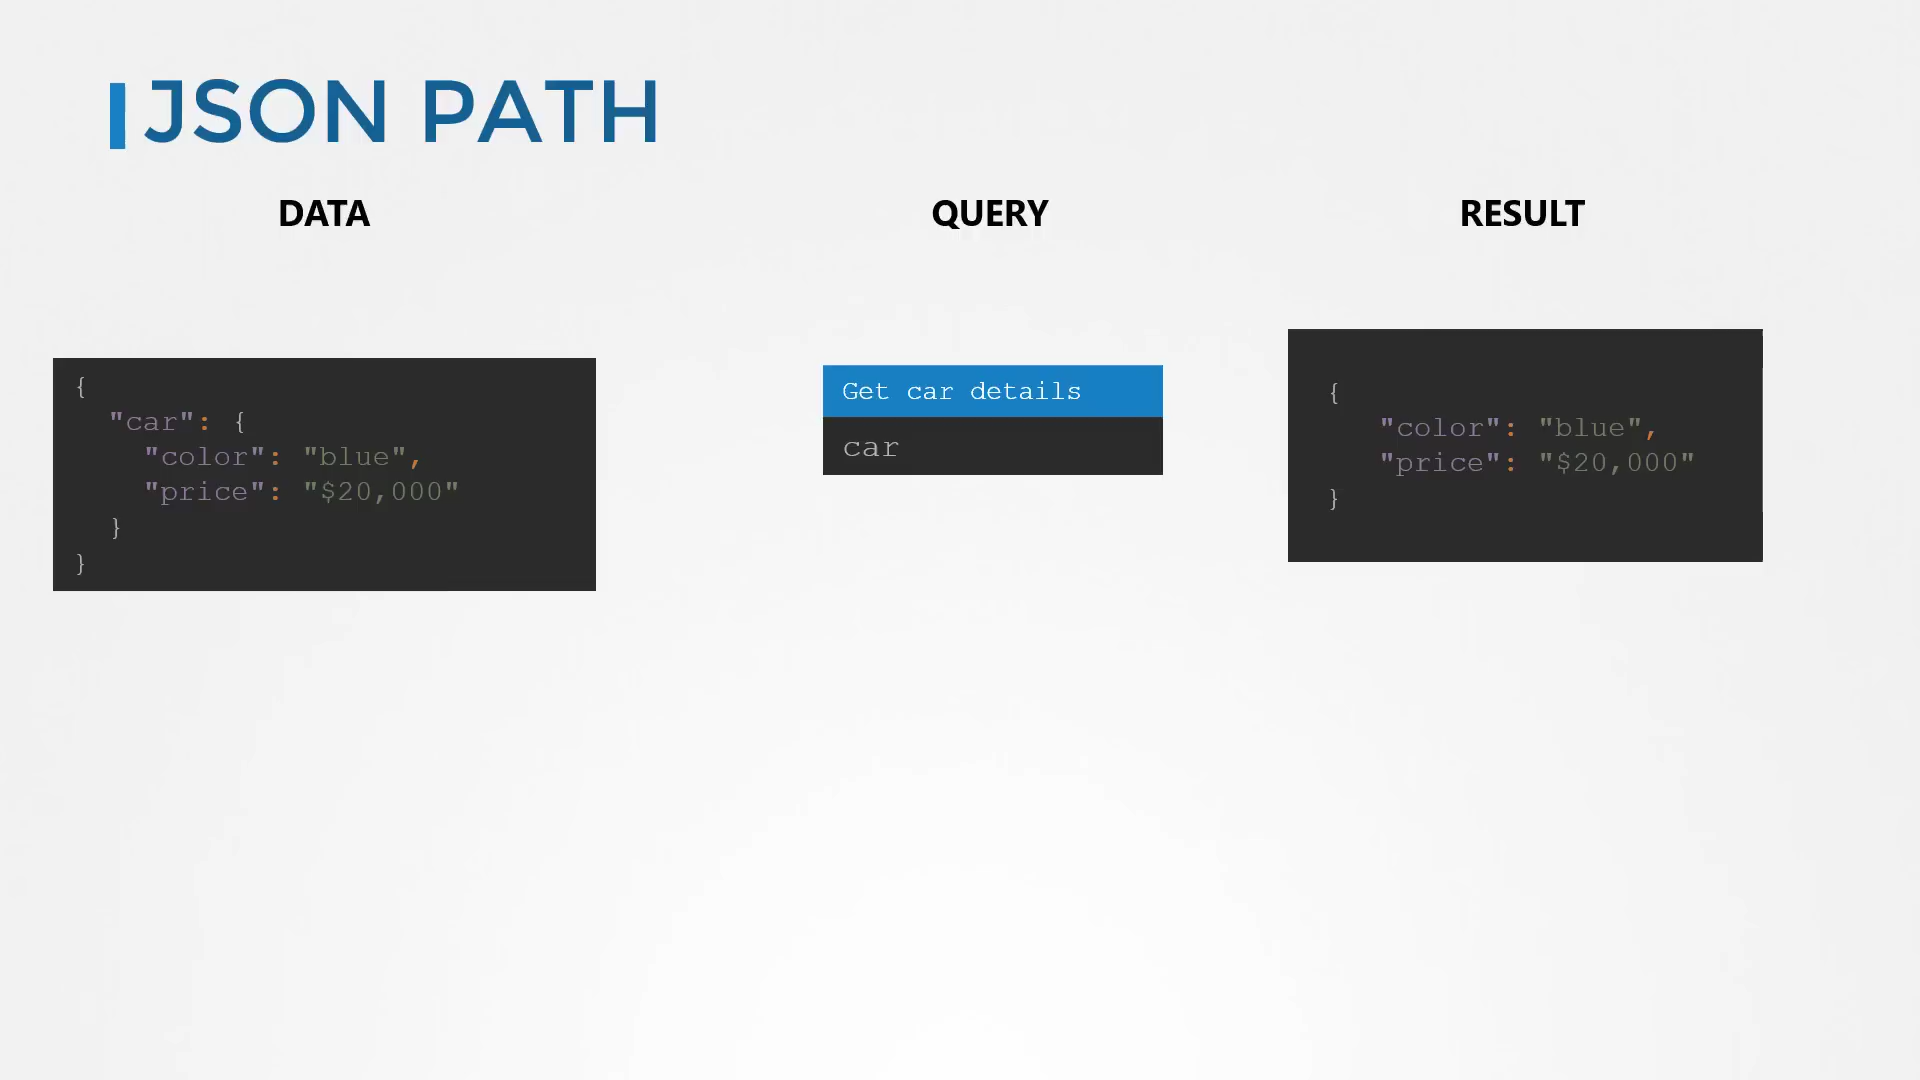 JSON PATH
DATA
QUERY
RESULT
{
"car": {
"color": "blue",
"price": "$20,000"
}
}
Get car details
car
{
"color": "blue",
"price": "$20,000"
}